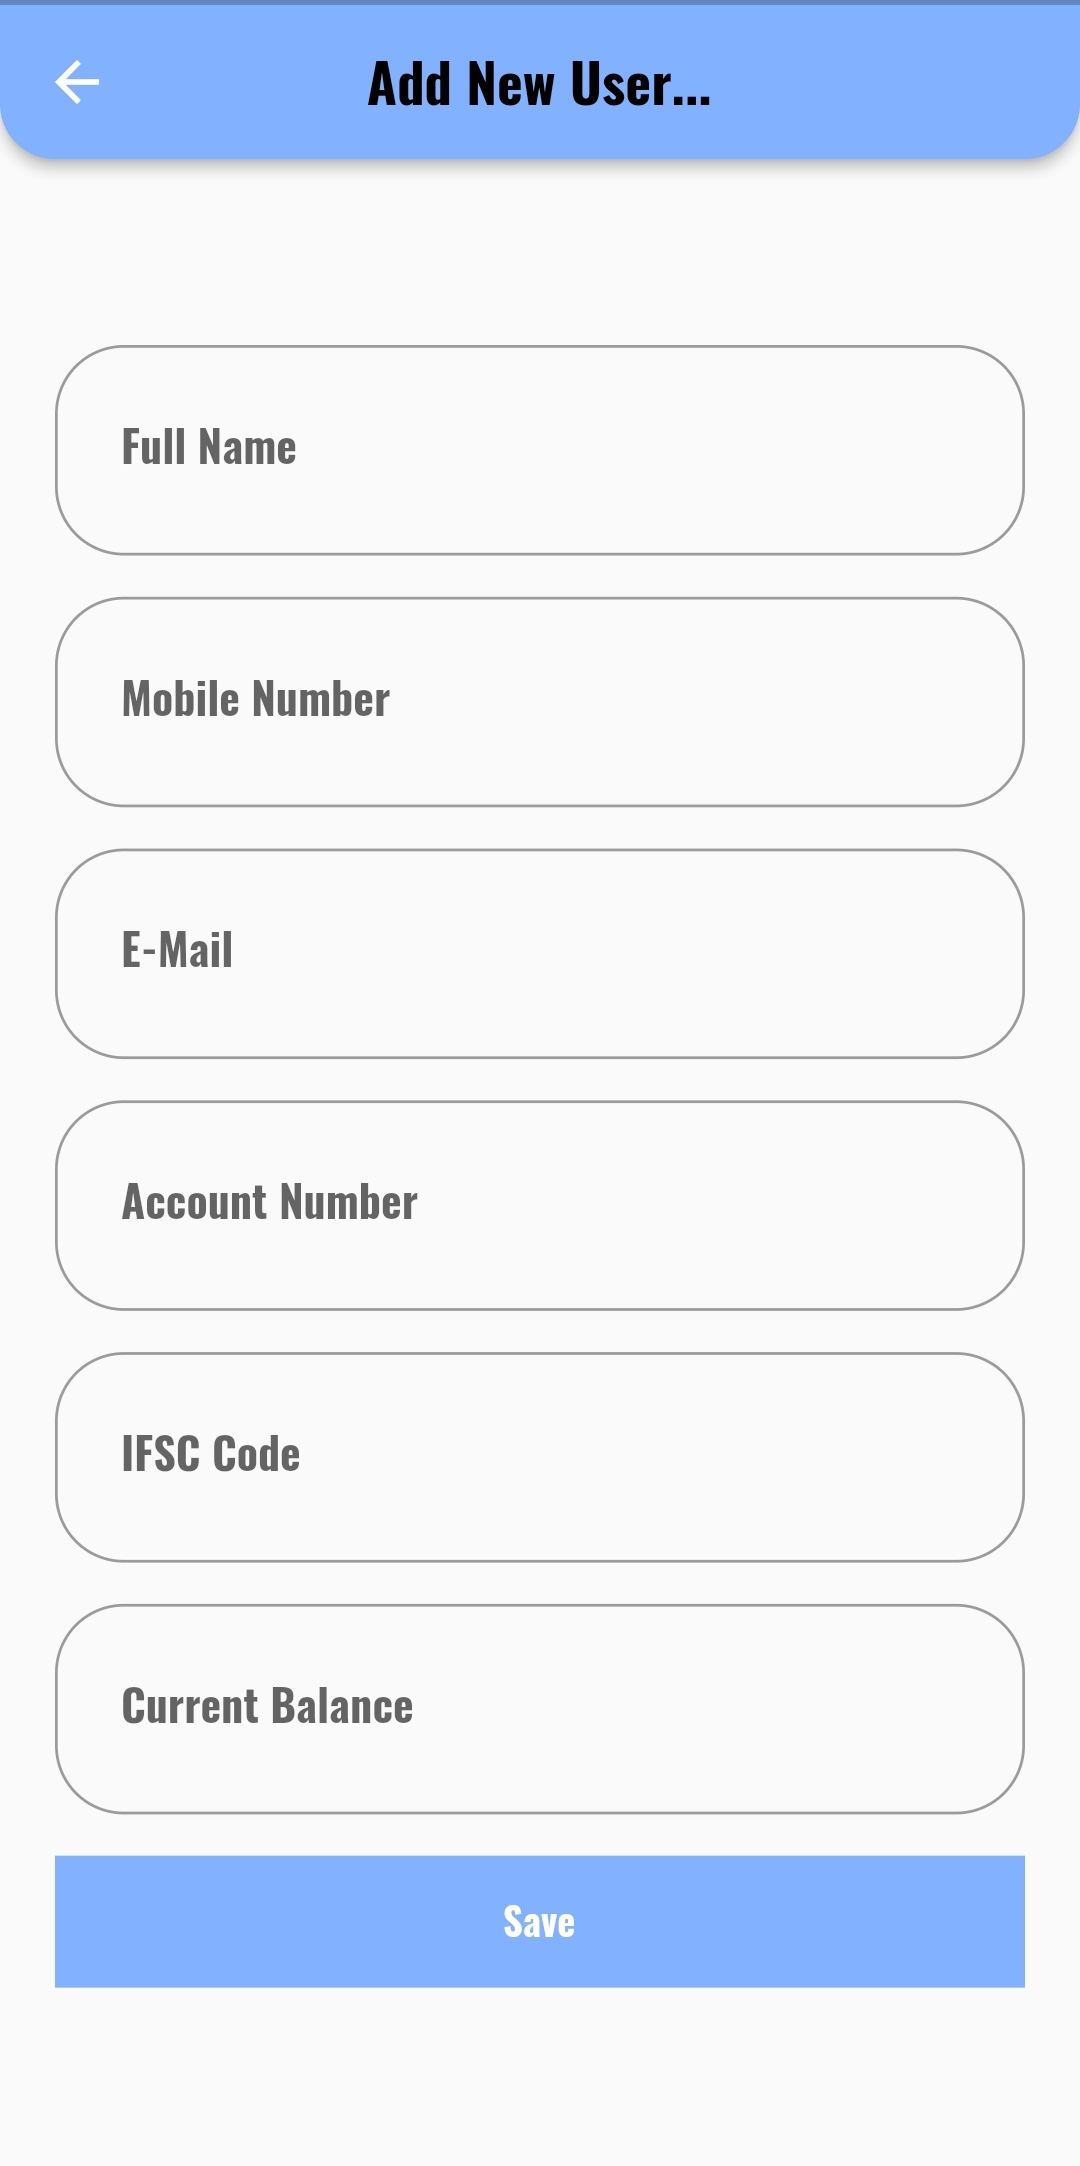 Add New User...
Full Name
Mobile Number
E-Mail
Account Number
IFSC Code
Current Balance
Save